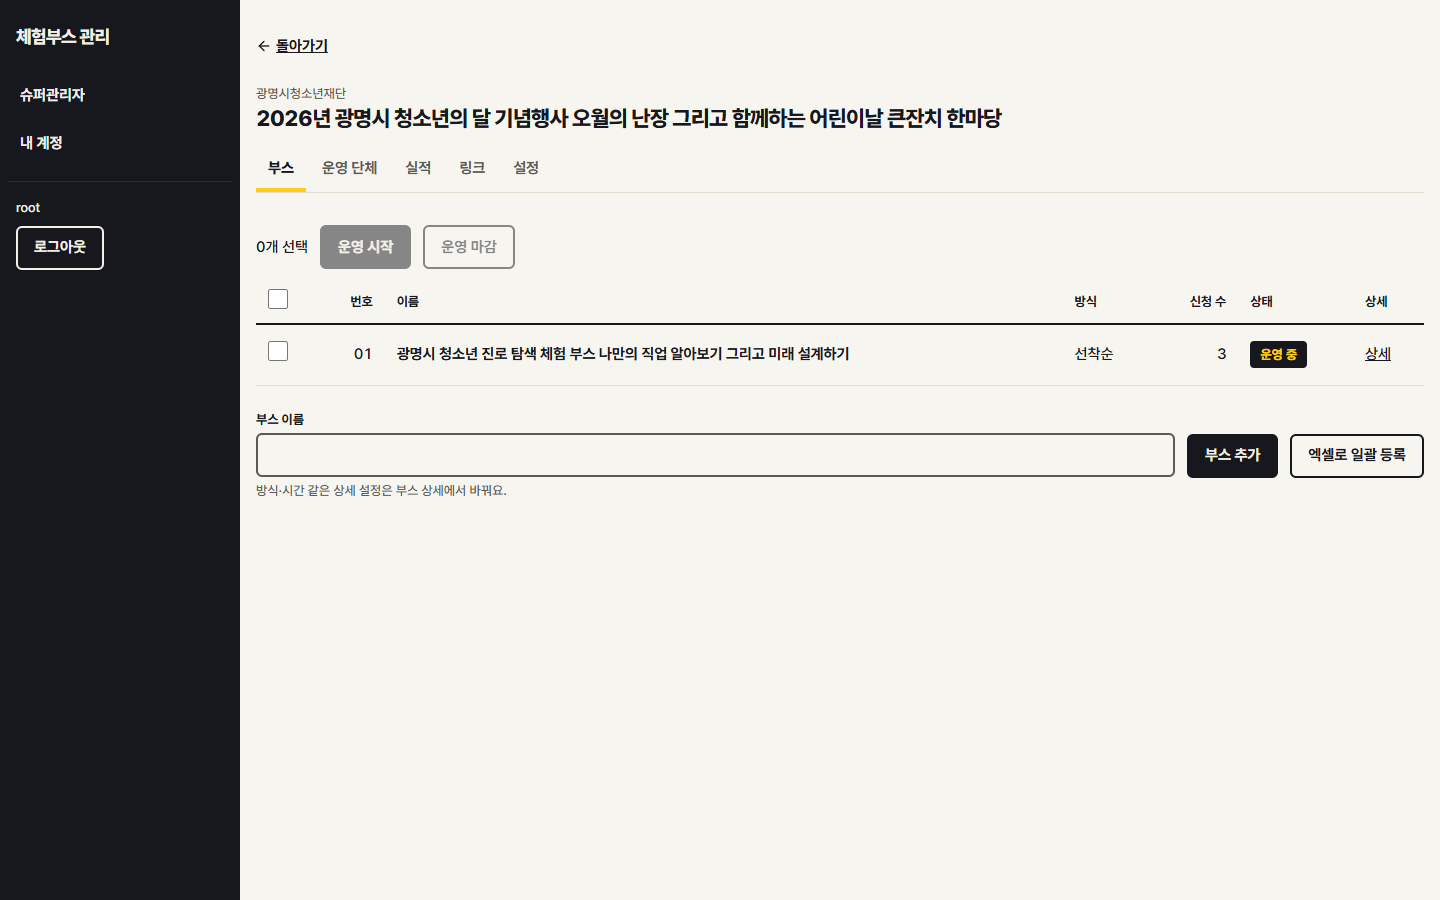 체험부스 관리
슈퍼관리자
내 계정
root
로그아웃
← 돌아가기
광명시청소년재단
2026년 광명시 청소년의 달 기념행사 오월의 난장 그리고 함께하는 어린이날 큰잔치 한마당
부스 운영 단체 실적 링크 설정
0개 선택 운영 시작 운영 마감
번호 이름 방식 신청 수 상태 상세
01 광명시 청소년 진로 탐색 체험 부스 나만의 직업 알아보기 그리고 미래 설계하기 선착순 3 운영 중 상세
부스 이름
부스 추가 엑셀로 일괄 등록
방식·시간 같은 상세 설정은 부스 상세에서 바꿔요.